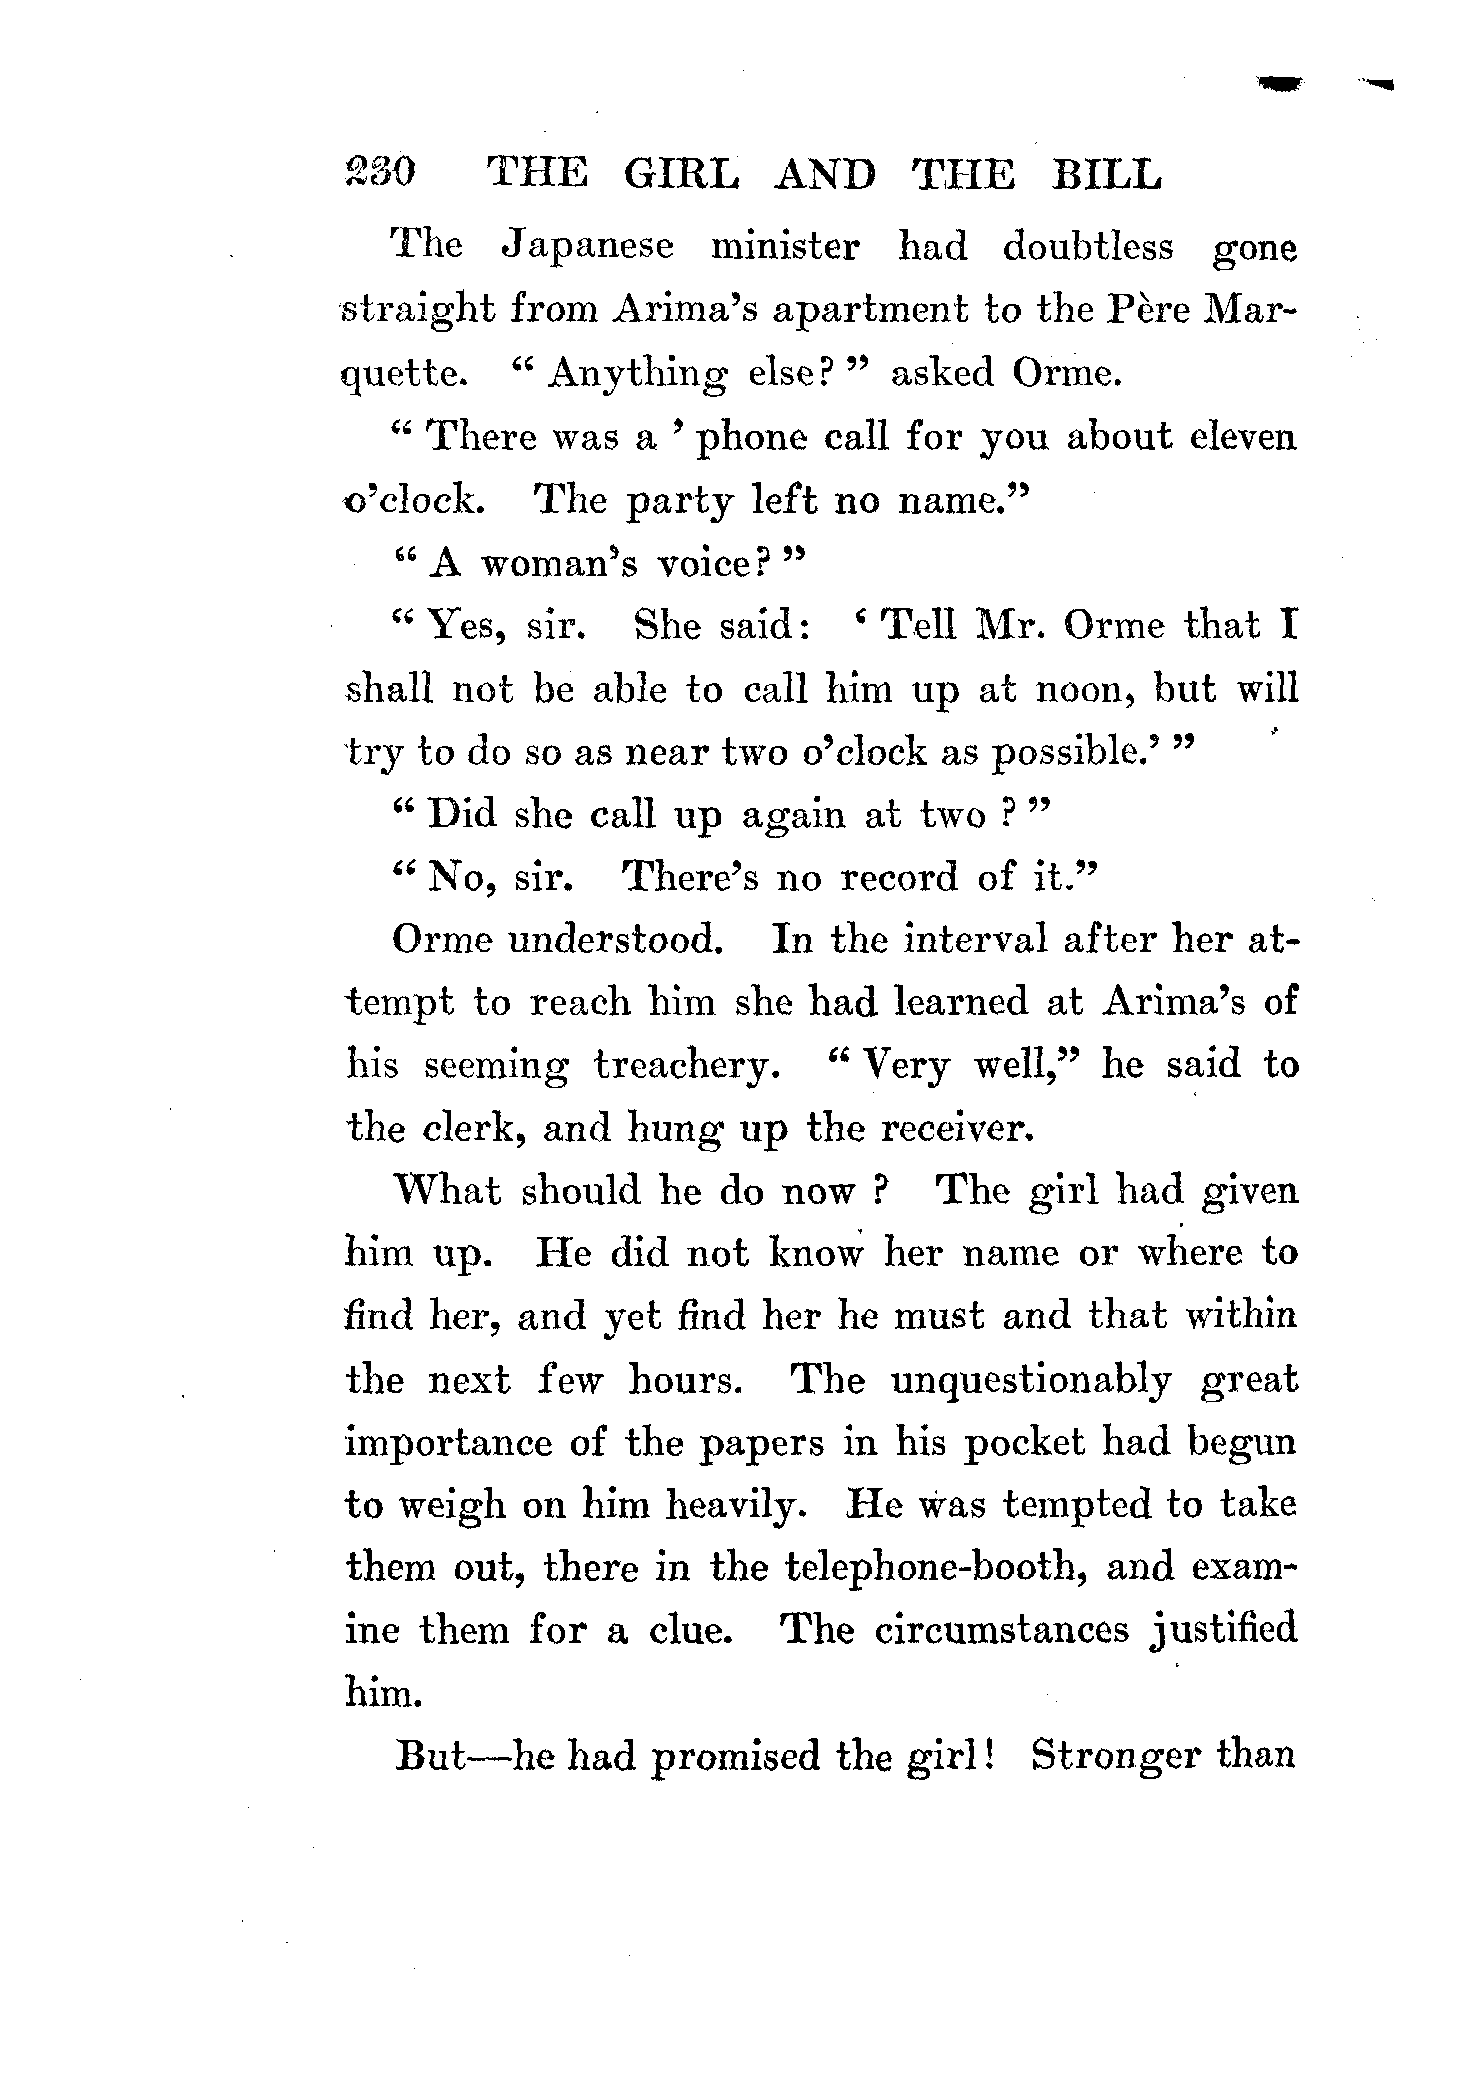 230 THE GIRL AND THE BILL
The Japanese minister had doubtless gone
straight from Arima's apartment to the Père Mar-
quette. “ Anything else? ” asked Orme.
“ There was a ’ phone call for you about eleven
o’clock. The party left no name.”
“ A woman’s voice? ”
“ Yes, sir. She said: ‘ Tell Mr. Orme that I
shall not be able to call him up at noon, but will
try to do so as near two o’clock as possible.’ ”
“ Did she call up again at two ? ”
“ No, sir. There’s no record of it.”
Orme understood. In the interval after her at-
tempt to reach him she had learned at Arima’s of
his seeming treachery. “ Very well,” he said to
the clerk, and hung up the receiver.
What should he do now ? The girl had given
him up. He did not know her name or where to
find her, and yet find her he must and that within
the next few hours. The unquestionably great
importance of the papers in his pocket had begun
to weigh on him heavily. He was tempted to take
them out, there in the telephone-booth, and exam-
ine them for a clue. The circumstances justified
him.
But—he had promised the girl! Stronger than